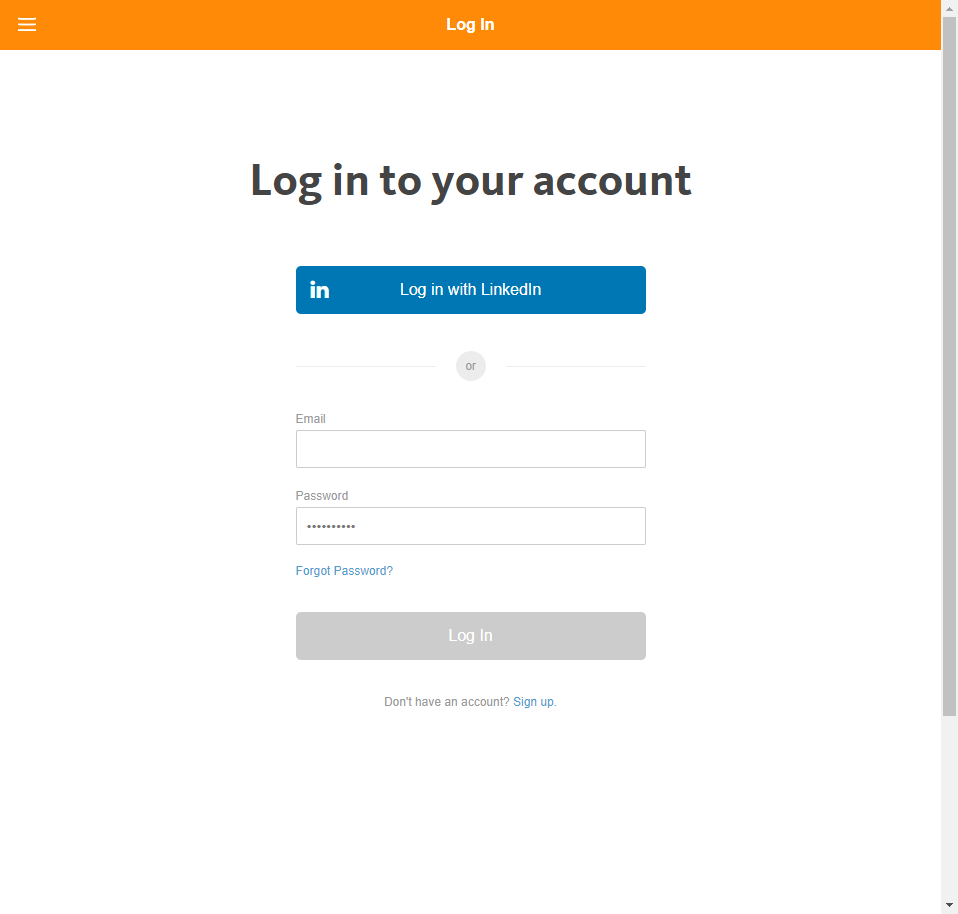 Log In
Log in to your account
in Log in with LinkedIn
or
Email
Password
••••••••••
Forgot Password?
Log In
Don't have an account? Sign up.